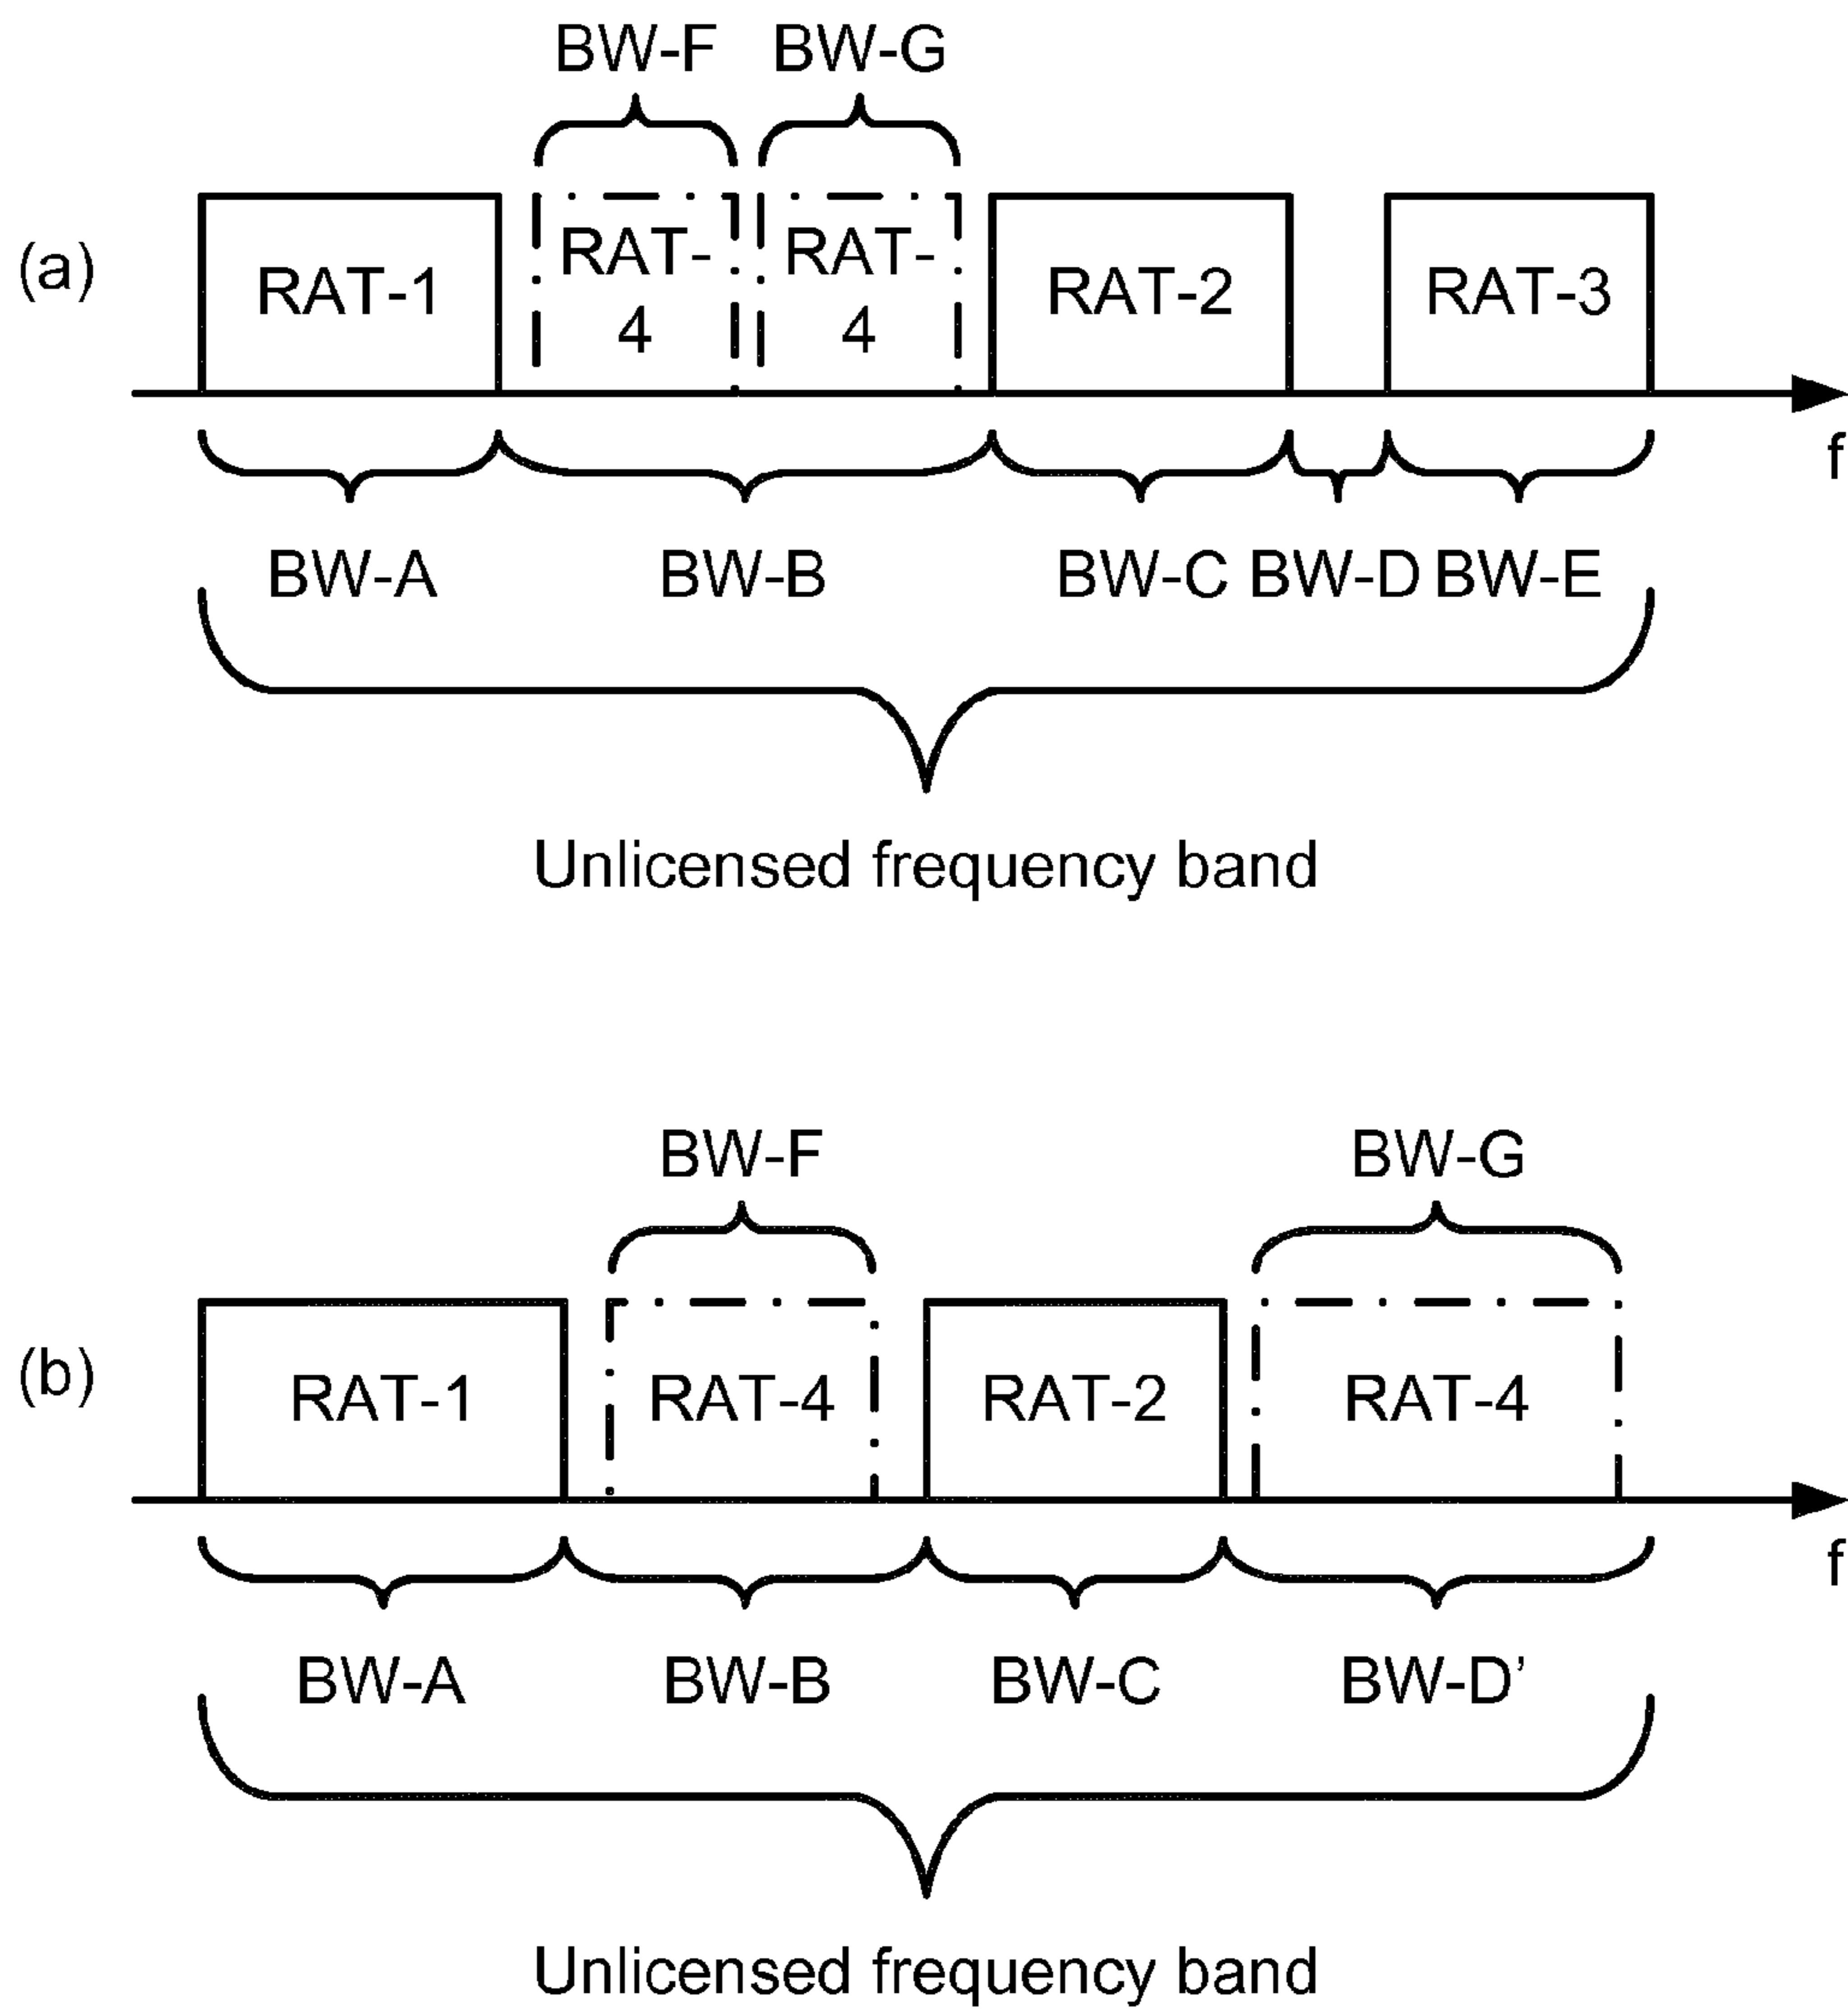 BW-F BW-G
(a)
RAT-1
RAT-
4
RAT-
4
RAT-2
RAT-3
f
BW-A BW-B BW-C BW-D BW-E
Unlicensed frequency band
BW-F BW-G
(b)
RAT-1 RAT-4 RAT-2 RAT-4
f
BW-A BW-B BW-C BW-D’
Unlicensed frequency band